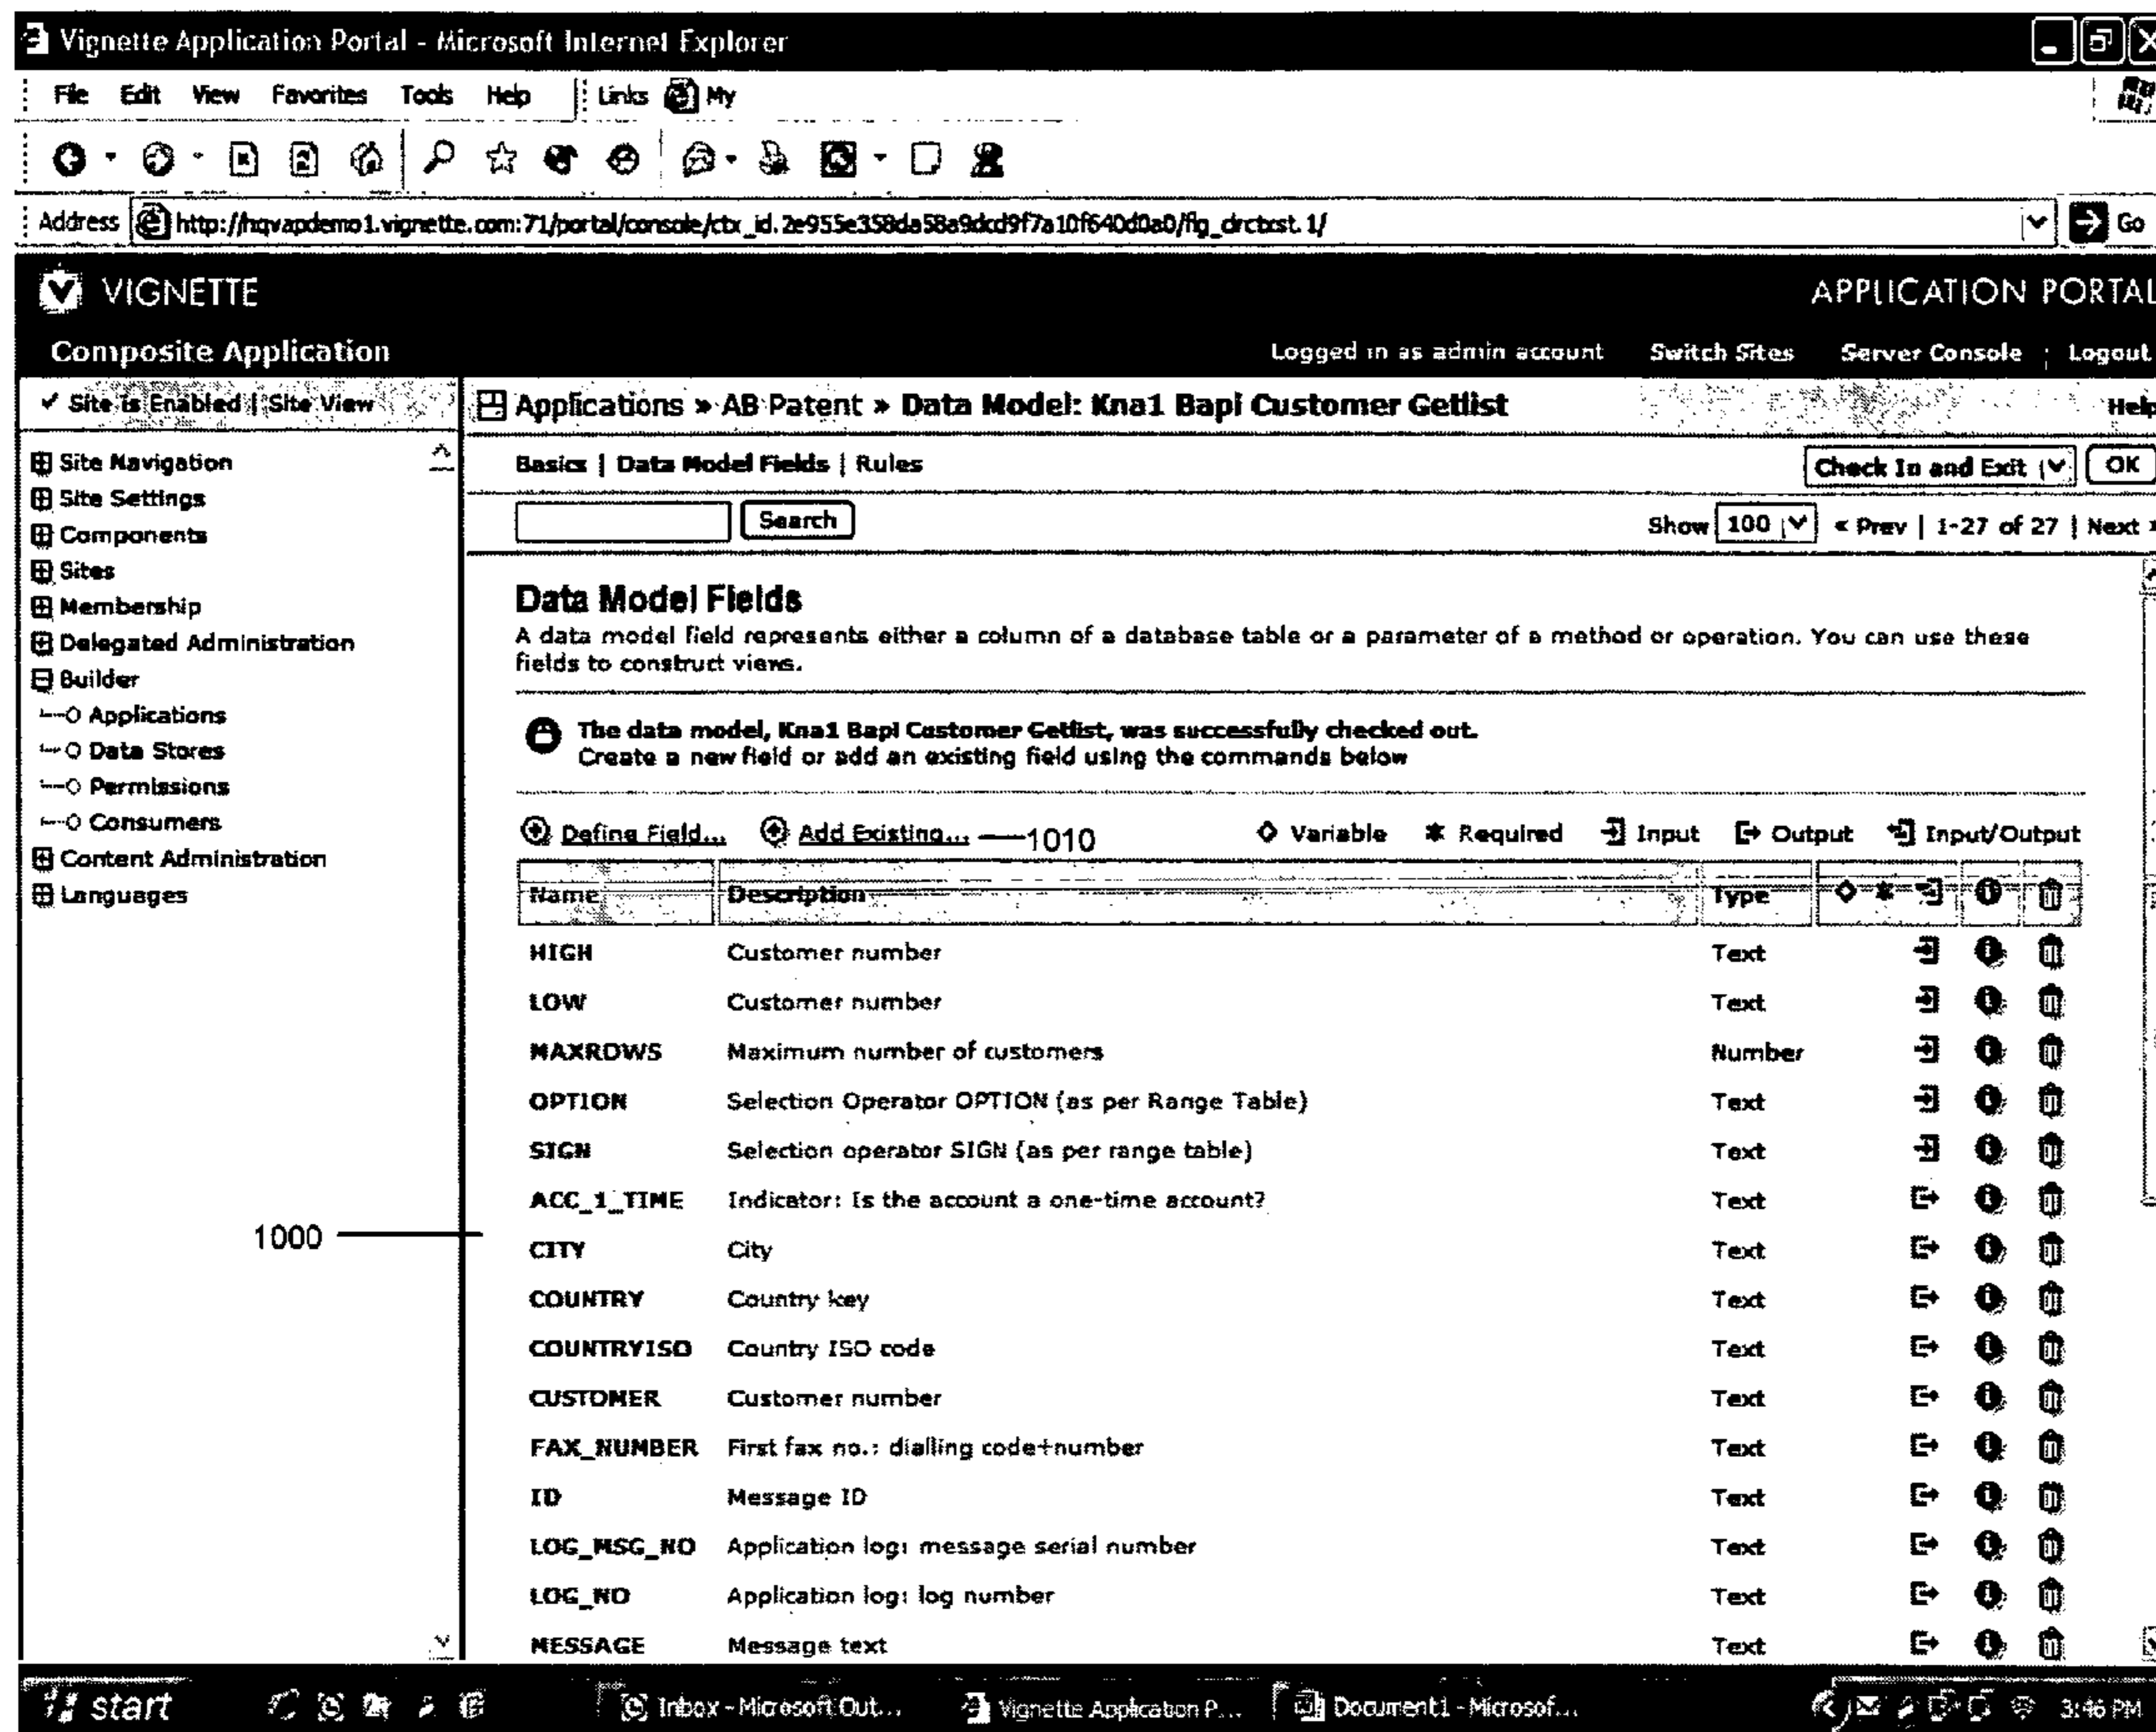 Vignette Application Portal - Microsoft Internet Explorer
File Edit View Favorites Tools Help Links My
Address http://hqvapdemo1.vignette.com:71/portal/console/ctx_id.2e955e358da58a9dcd9f7a10f640d0a0/flg_drctxst.1/ Go
VIGNETTE APPLICATION PORTAL
Composite Application Logged in as admin account Switch Sites Server Console | Logout
✓ Site is Enabled | Site View
Applications » AB Patent » Data Model: Kna1 Bapi Customer Getlist Help
Site Navigation
Site Settings
Components
Sites
Membership
Delegated Administration
Builder
Applications
Data Stores
Permissions
Consumers
Content Administration
Languages
Basics | Data Model Fields | Rules Check In and Exit OK
Search Show 100 « Prev | 1-27 of 27 | Next »
Data Model Fields
A data model field represents either a column of a database table or a parameter of a method or operation. You can use these
fields to construct views.
The data model, Kna1 Bapi Customer Getlist, was successfully checked out.
Create a new field or add an existing field using the commands below
Define Field... Add Existing... 1010 Variable * Required Input Output Input/Output
Name Description Type
HIGH Customer number Text
LOW Customer number Text
MAXROWS Maximum number of customers Number
OPTION Selection Operator OPTION (as per Range Table) Text
SIGN Selection operator SIGN (as per range table) Text
ACC_1_TIME Indicator: Is the account a one-time account? Text
1000
CITY City Text
COUNTRY Country key Text
COUNTRYISO Country ISO code Text
CUSTOMER Customer number Text
FAX_NUMBER First fax no.: dialling code+number Text
ID Message ID Text
LOG_MSG_NO Application log: message serial number Text
LOG_NO Application log: log number Text
MESSAGE Message text Text
start Inbox - Microsoft Out... Vignette Application P... Document1 - Microsof... 3:46 PM